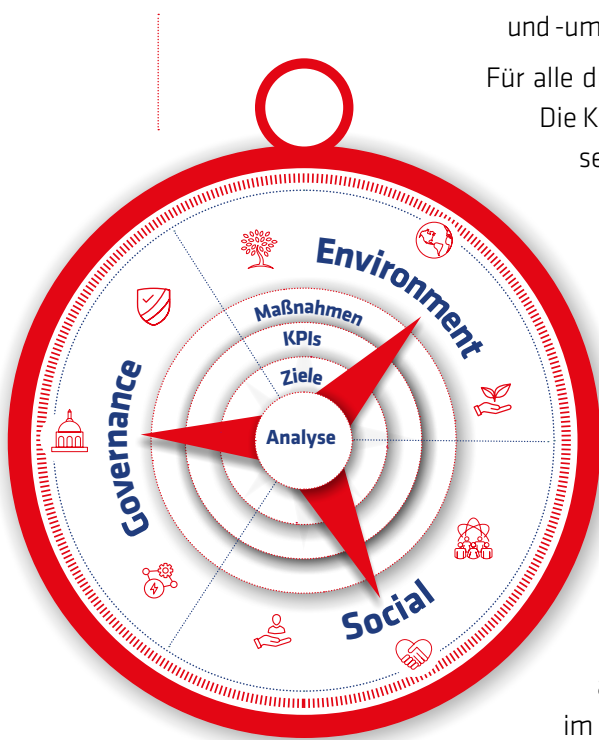 und -um
Für alle d
Die K
se
Environment
Maßnahmen
KPIs
Ziele
Analyse
Governance
Social
im